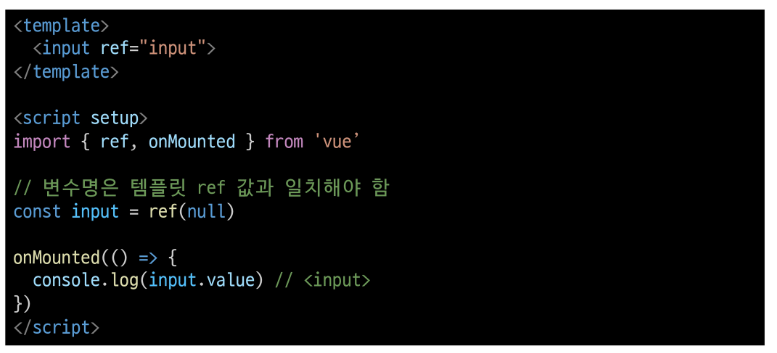 <template>
  <input ref="input">
</template>

<script setup>
import { ref, onMounted } from 'vue’

// 변수명은 템플릿 ref 값과 일치해야 함
const input = ref(null)

onMounted(() => {
  console.log(input.value) // <input>
})
</script>